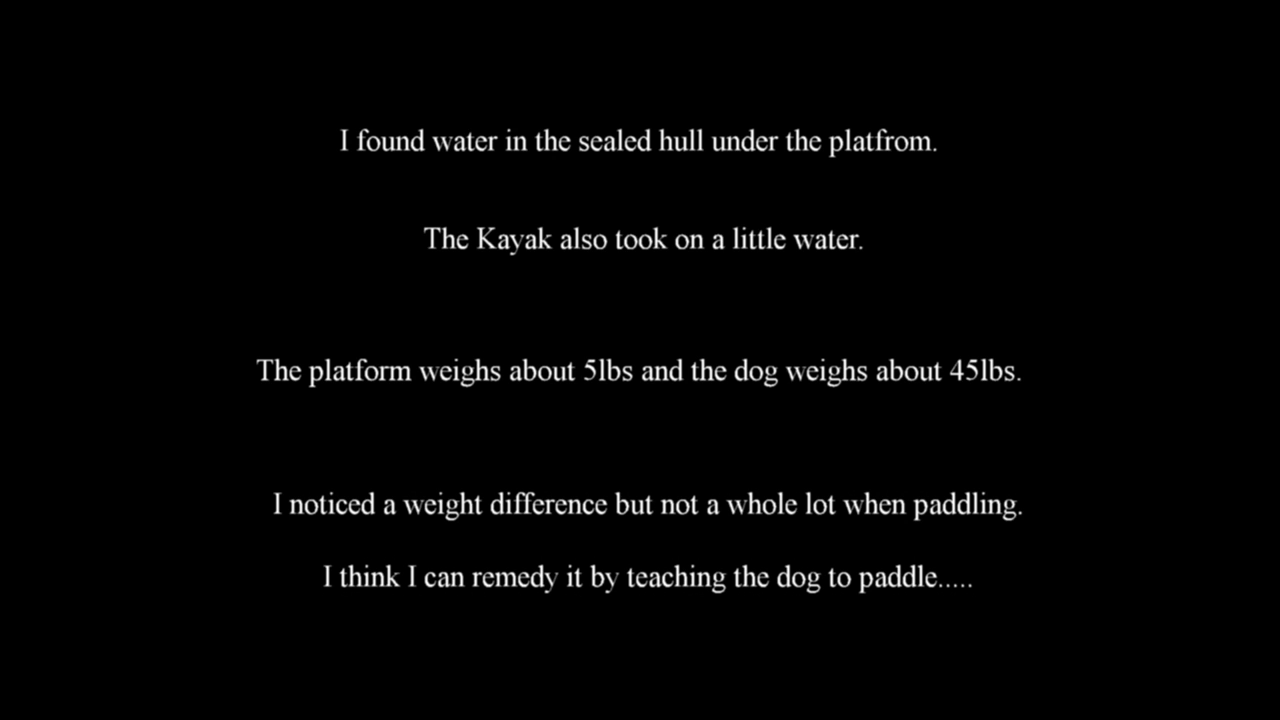 I found water in the sealed hull under the platfrom.
The Kayak also took on a little water.
The platform weighs about 5lbs and the dog weighs about 45lbs.
I noticed a weight difference but not a whole lot when paddling.
I think I can remedy it by teaching the dog to paddle.....